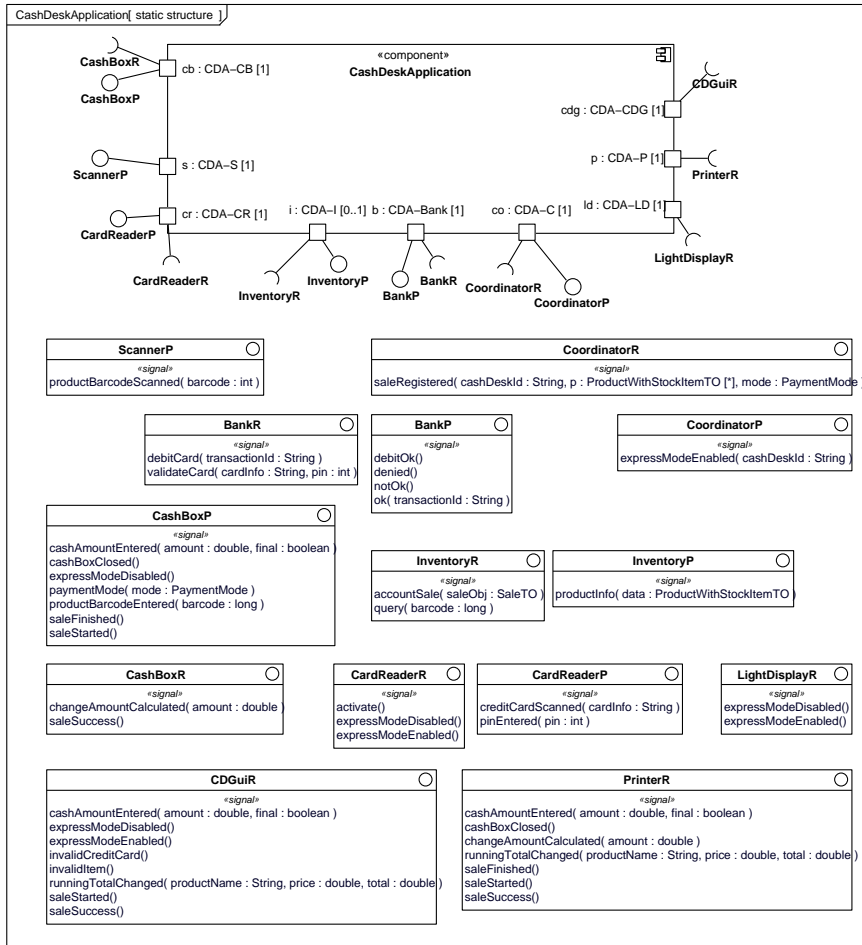 CashDeskApplication[ static structure ]
«component»
CashDeskApplication
CashBoxR
cb : CDA−CB [1]
CashBoxP
CDGuiR
cdg : CDA−CDG [1]
s : CDA−S [1]
ScannerP
p : CDA−P [1]
PrinterR
cr : CDA−CR [1]
i : CDA−I [0..1]
b : CDA−Bank [1]
co : CDA−C [1]
ld : CDA−LD [1]
CardReaderP
CardReaderR
InventoryR
InventoryP
BankP
BankR
CoordinatorR
CoordinatorP
LightDisplayR
ScannerP
«signal»
productBarcodeScanned( barcode : int )
CoordinatorR
«signal»
saleRegistered( cashDeskId : String, p : ProductWithStockItemTO [*], mode : PaymentMode )
BankR
«signal»
debitCard( transactionId : String )
validateCard( cardInfo : String, pin : int )
BankP
«signal»
debitOk()
denied()
notOk()
ok( transactionId : String )
CoordinatorP
«signal»
expressModeEnabled( cashDeskId : String )
CashBoxP
«signal»
cashAmountEntered( amount : double, final : boolean )
cashBoxClosed()
expressModeDisabled()
paymentMode( mode : PaymentMode )
productBarcodeEntered( barcode : long )
saleFinished()
saleStarted()
InventoryR
«signal»
accountSale( saleObj : SaleTO )
query( barcode : long )
InventoryP
«signal»
productInfo( data : ProductWithStockItemTO )
CashBoxR
«signal»
changeAmountCalculated( amount : double )
saleSuccess()
CardReaderR
«signal»
activate()
expressModeDisabled()
expressModeEnabled()
CardReaderP
«signal»
creditCardScanned( cardInfo : String )
pinEntered( pin : int )
LightDisplayR
«signal»
expressModeDisabled()
expressModeEnabled()
CDGuiR
«signal»
cashAmountEntered( amount : double, final : boolean )
expressModeDisabled()
expressModeEnabled()
invalidCreditCard()
invalidItem()
runningTotalChanged( productName : String, price : double, total : double )
saleStarted()
saleSuccess()
PrinterR
«signal»
cashAmountEntered( amount : double, final : boolean )
cashBoxClosed()
changeAmountCalculated( amount : double )
runningTotalChanged( productName : String, price : double, total : double )
saleFinished()
saleStarted()
saleSuccess()